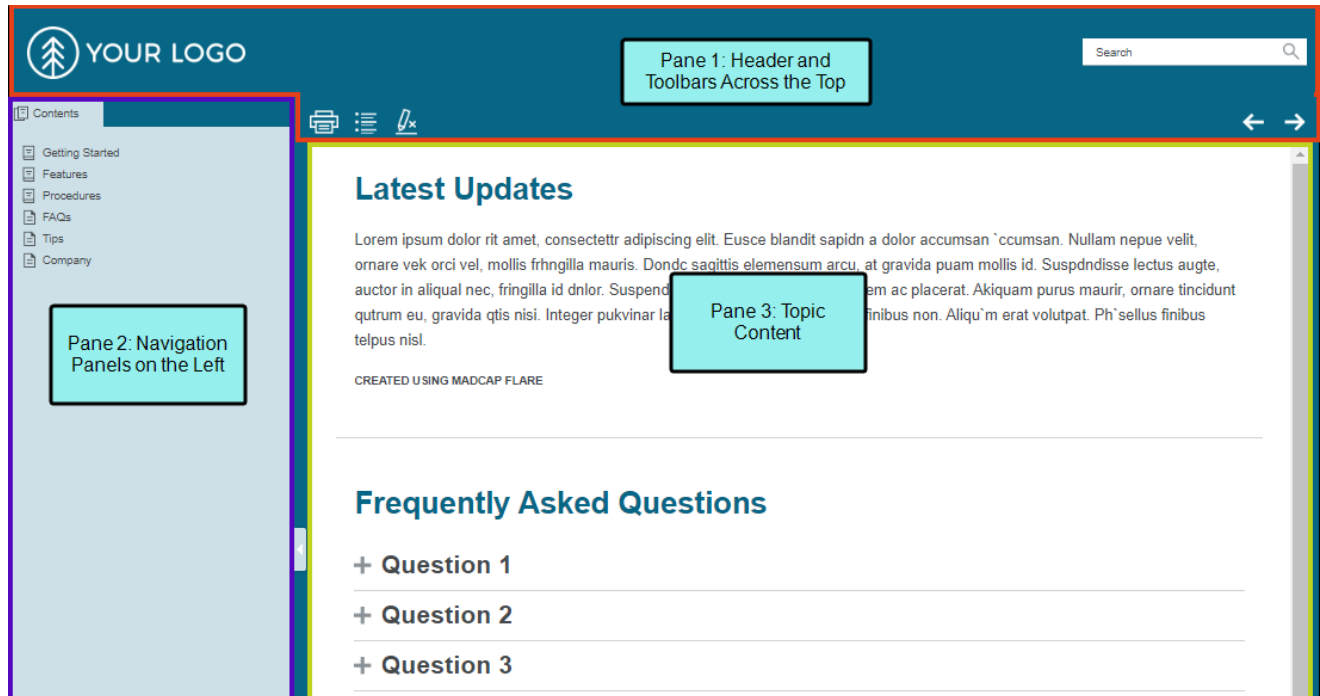 YOUR LOGO
Pane 1: Header and
Toolbars Across the Top
Search
Contents
Getting Started
Features
Procedures
FAQs
Tips
Company
Pane 2: Navigation
Panels on the Left
Latest Updates
Lorem ipsum dolor rit amet, consectettr adipiscing elit. Eusce blandit sapidn a dolor accumsan `ccumsan. Nullam nepue velit,
ornare vek orci vel, mollis frhngilla mauris. Dondc sagittis elemensum arcu, at gravida puam mollis id. Suspdndisse lectus augte,
auctor in aliqual nec, fringilla id dnlor. Suspend em ac placerat. Akiquam purus maurir, ornare tincidunt
qutrum eu, gravida qtis nisi. Integer pukvinar la finibus non. Aliqu`m erat volutpat. Ph`sellus finibus
telpus nisl.
Pane 3: Topic
Content
CREATED USING MADCAP FLARE
Frequently Asked Questions
Question 1
Question 2
Question 3